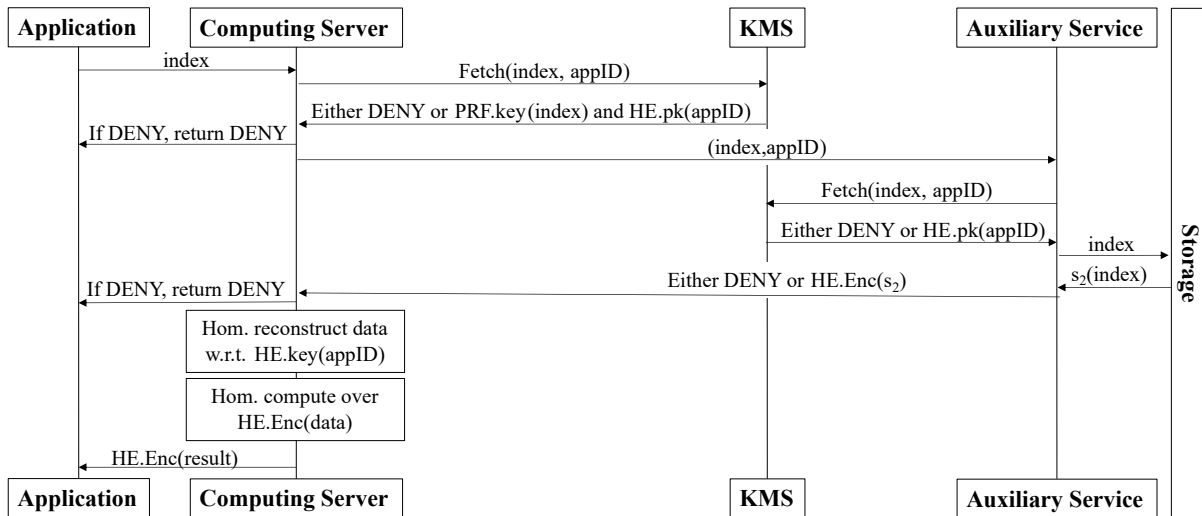 Application
Computing Server
KMS
Auxiliary Service
index
Fetch(index, appID)
Either DENY or PRF.key(index) and HE.pk(appID)
If DENY, return DENY
(index,appID)
Fetch(index, appID)
Either DENY or HE.pk(appID)
index
s₂(index)
Either DENY or HE.Enc(s₂)
If DENY, return DENY
Storage
Hom. reconstruct data
w.r.t. HE.key(appID)
Hom. compute over
HE.Enc(data)
HE.Enc(result)
Application
Computing Server
KMS
Auxiliary Service